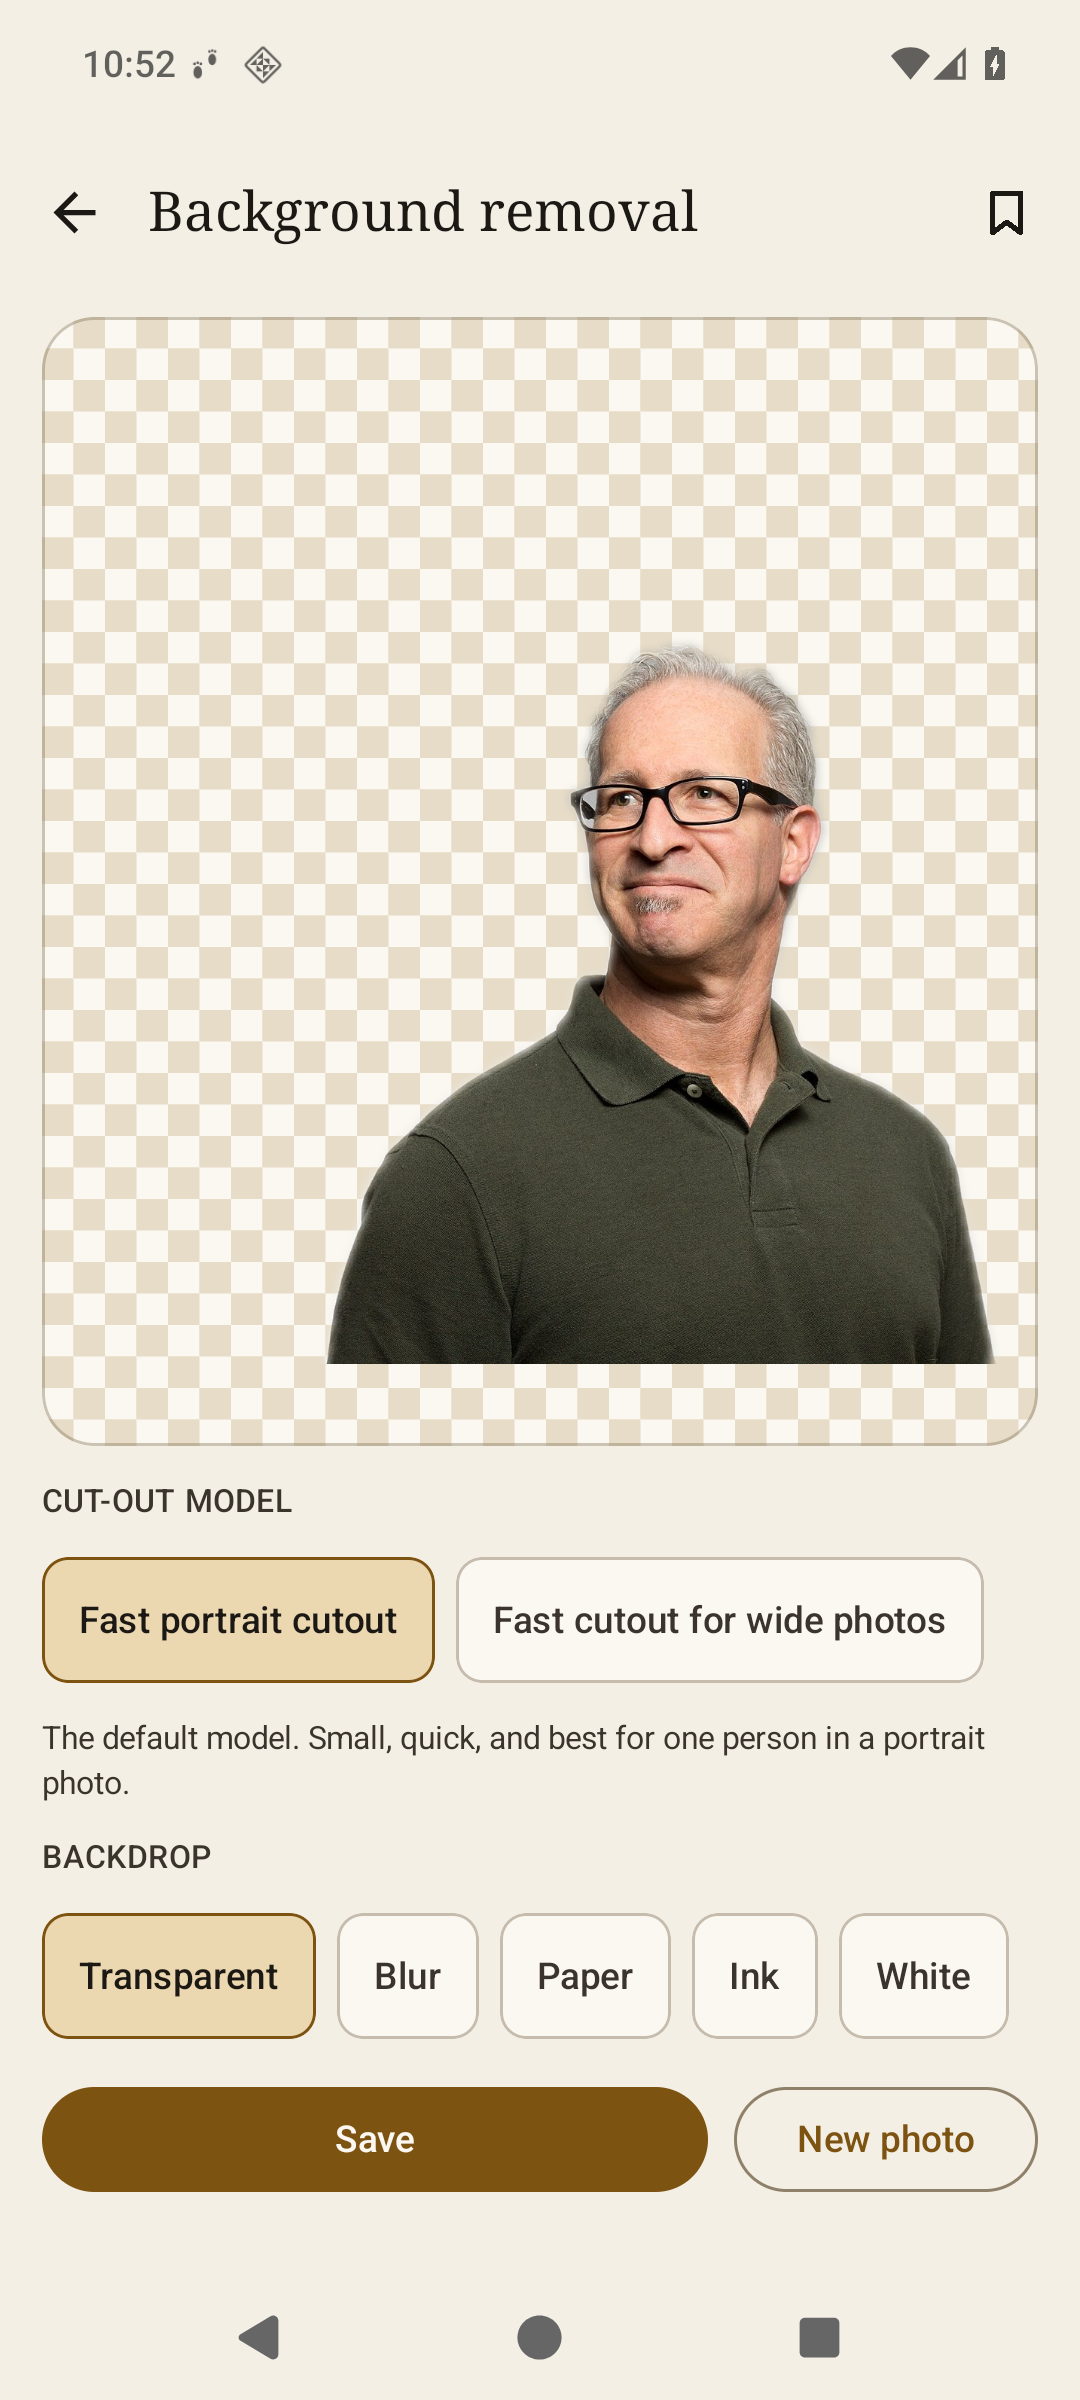 10:52
Background removal
CUT-OUT MODEL
Fast portrait cutout
Fast cutout for wide photos
The default model. Small, quick, and best for one person in a portrait
photo.
BACKDROP
Transparent
Blur
Paper
Ink
White
Save
New photo